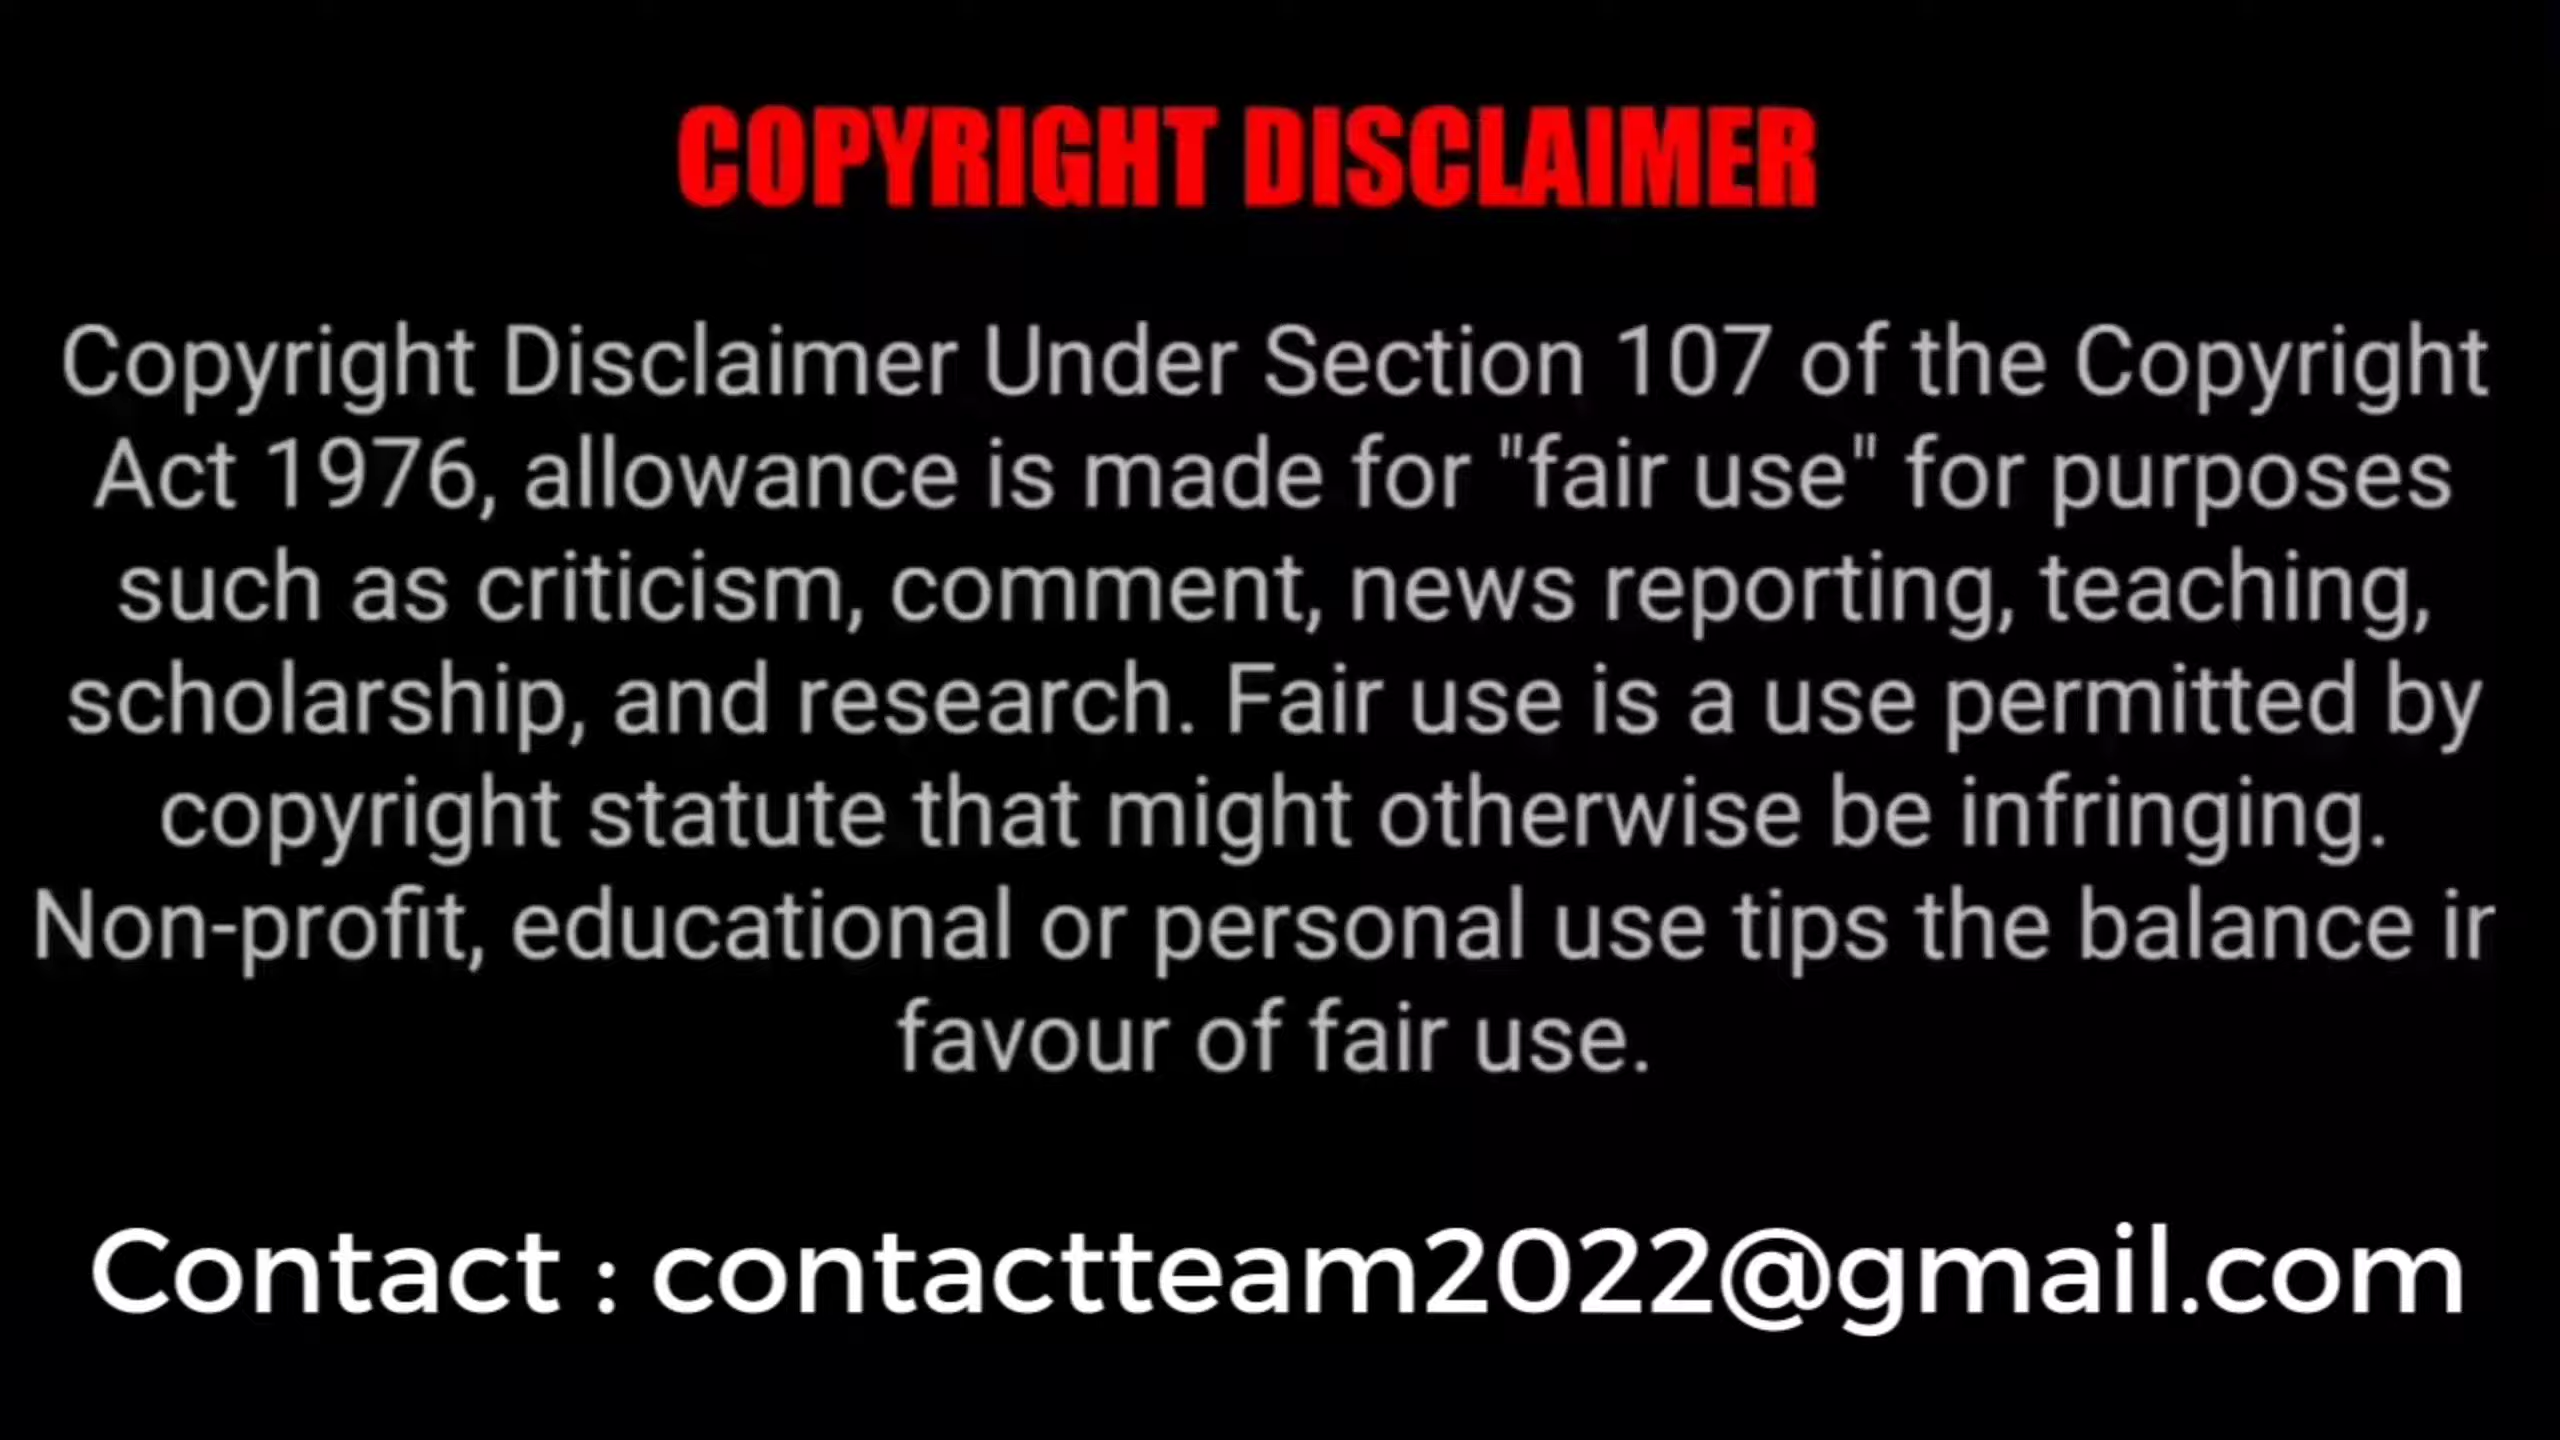 COPYRIGHT DISCLAIMER
Copyright Disclaimer Under Section 107 of the Copyright
Act 1976, allowance is made for "fair use" for purposes
such as criticism, comment, news reporting, teaching,
scholarship, and research. Fair use is a use permitted by
copyright statute that might otherwise be infringing.
Non-profit, educational or personal use tips the balance ir
favour of fair use.
Contact : contactteam2022@gmail.com